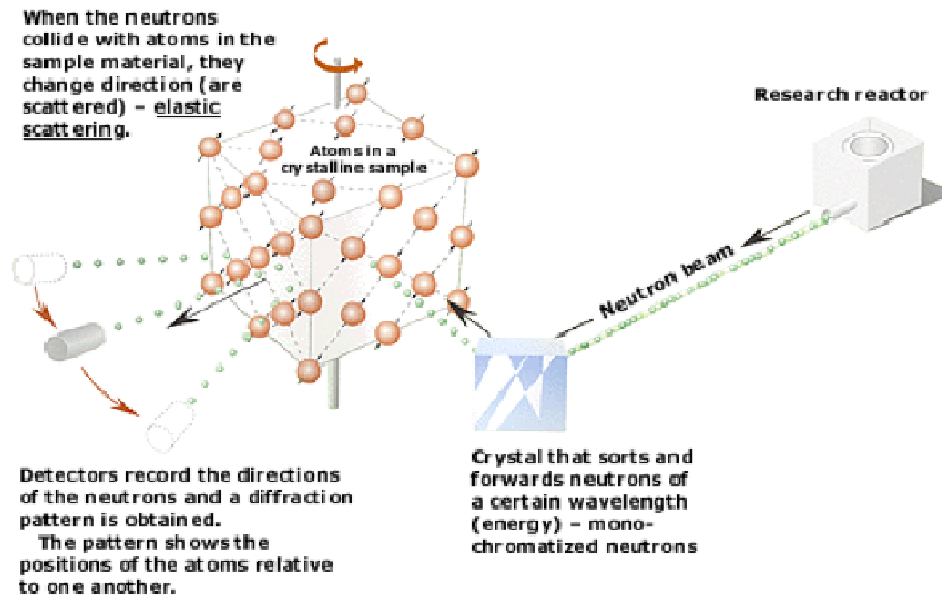 When the neutrons
collide with atoms in the
sample material, they
change direction (are
scattered) – elastic
scattering.
Atoms in a
crystalline sample
Research reactor
Neutron beam
Detectors record the directions
of the neutrons and a diffraction
pattern is obtained.
The pattern shows the
positions of the atoms relative
to one another.
Crystal that sorts and
forwards neutrons of
a certain wavelength
(energy) – mono-
chromatized neutrons